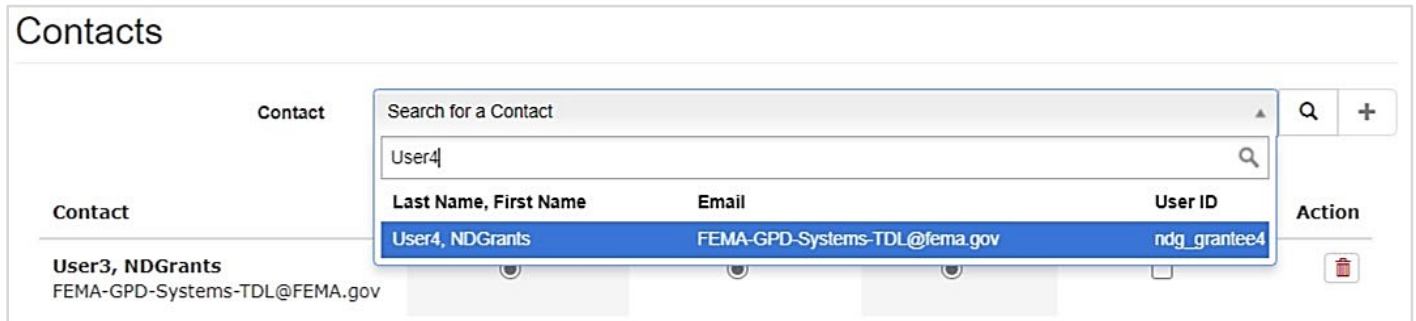 Contacts
Contact Search for a Contact
User4
Last Name, First Name Email User ID
Contact Action
User4, NDGrants FEMA-GPD-Systems-TDL@fema.gov ndg_grantee4
User3, NDGrants
FEMA-GPD-Systems-TDL@FEMA.gov